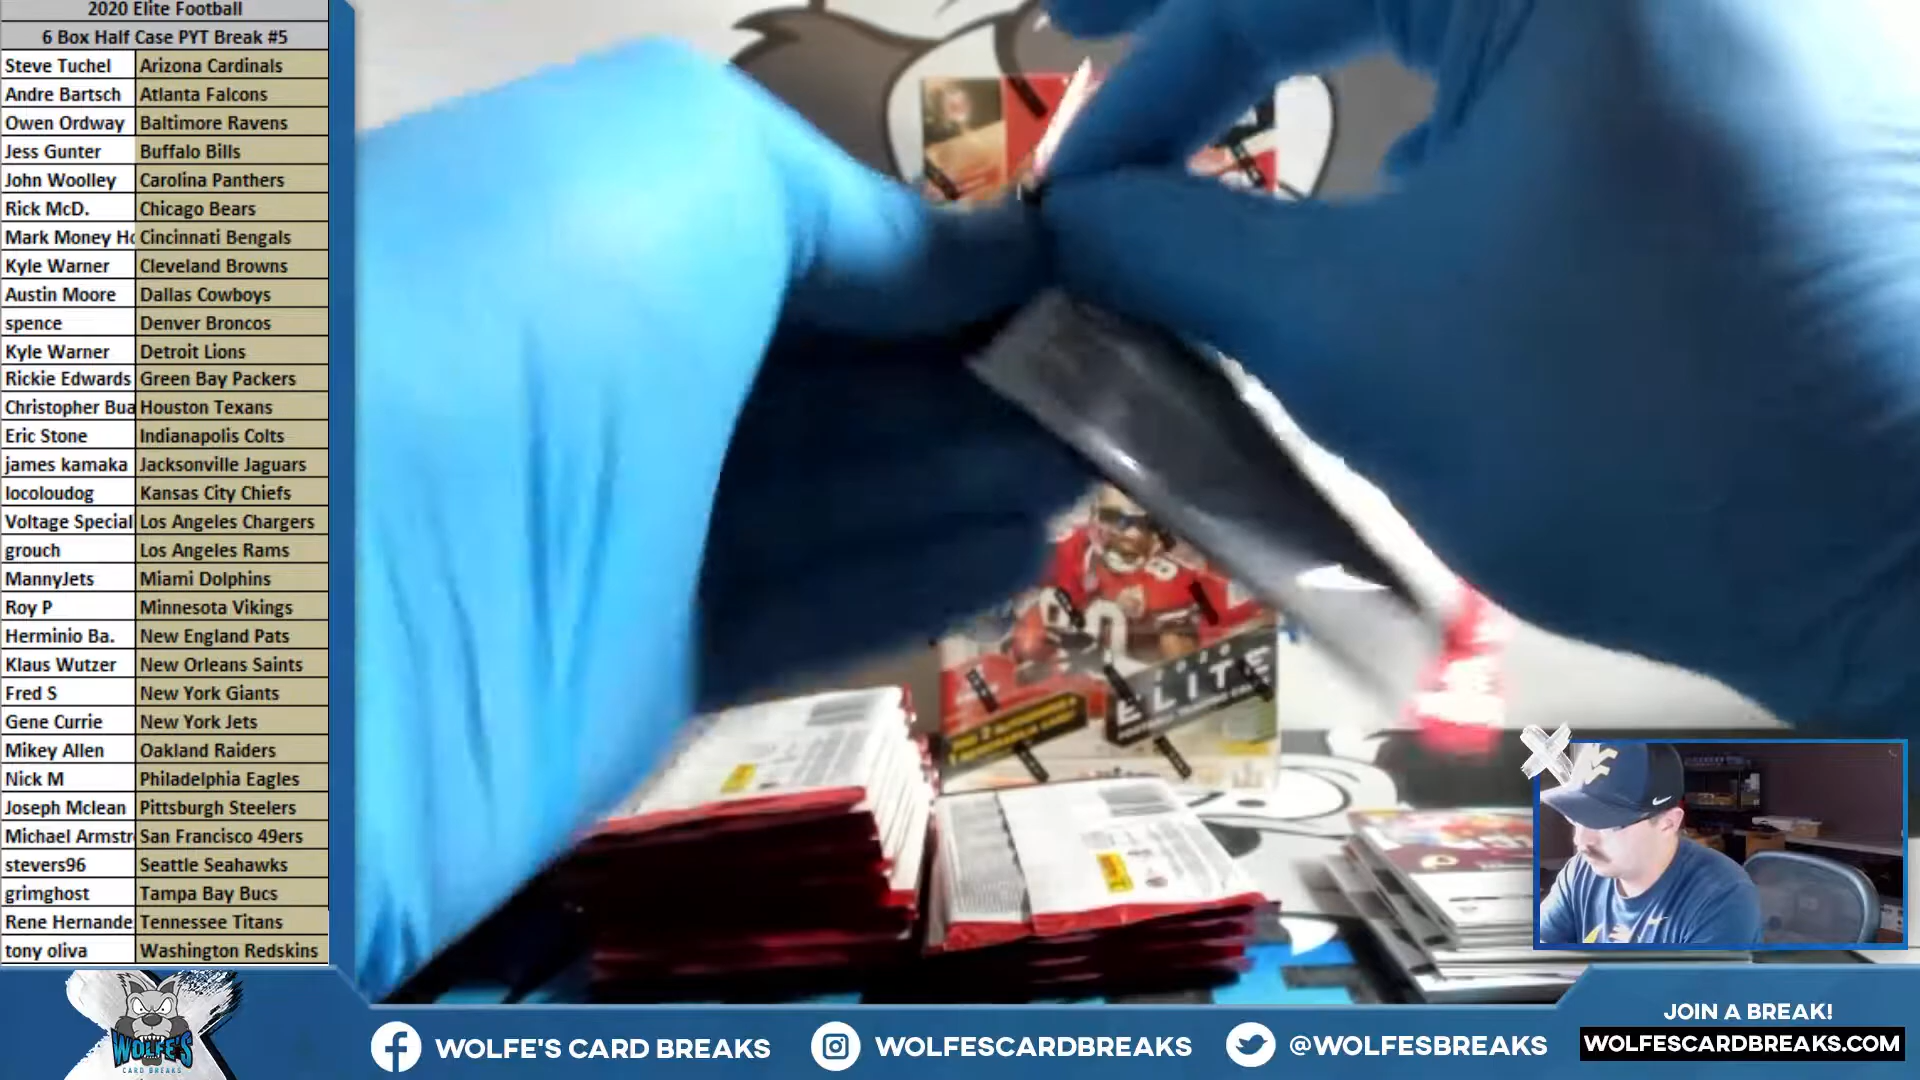 2020 Elite Football
6 Box Half Case PYT Break #5
Steve Tuchel Arizona Cardinals
Andre Bartsch Atlanta Falcons
Owen Ordway Baltimore Ravens
Jess Gunter Buffalo Bills
John Woolley Carolina Panthers
Rick McD. Chicago Bears
Mark Money Ho Cincinnati Bengals
Kyle Warner Cleveland Browns
Austin Moore Dallas Cowboys
spence Denver Broncos
Kyle Warner Detroit Lions
Rickie Edwards Green Bay Packers
Christopher Bua Houston Texans
Eric Stone Indianapolis Colts
james kamaka Jacksonville Jaguars
locoloudog Kansas City Chiefs
Voltage Special Los Angeles Chargers
grouch Los Angeles Rams
MannyJets Miami Dolphins
Roy P Minnesota Vikings
Herminio Ba. New England Pats
Klaus Wutzer New Orleans Saints
Fred S New York Giants
Gene Currie New York Jets
Mikey Allen Oakland Raiders
Nick M Philadelphia Eagles
Joseph Mclean Pittsburgh Steelers
Michael Armstr San Francisco 49ers
stevers96 Seattle Seahawks
grimghost Tampa Bay Bucs
Rene Hernande Tennessee Titans
tony oliva Washington Redskins
ELITE
WOLFE'S
CARD BREAKS
WOLFE'S CARD BREAKS
WOLFESCARDBREAKS
@WOLFESBREAKS
JOIN A BREAK!
WOLFESCARDBREAKS.COM